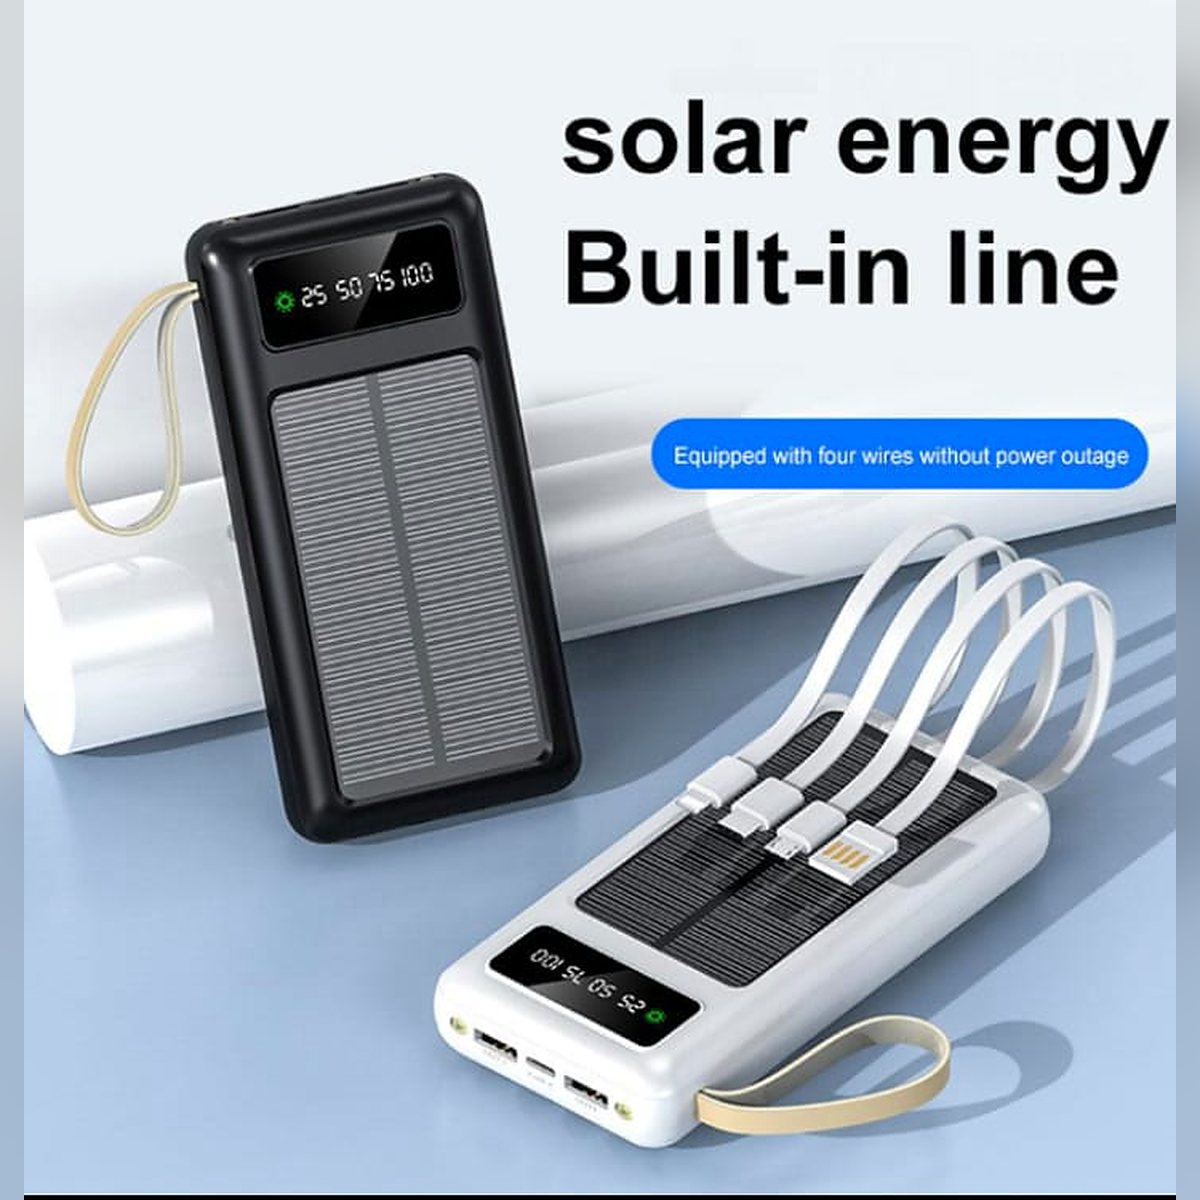 solar energy
Built-in line
25 50 75 100
Equipped with four wires without power outage
25 50 75 100